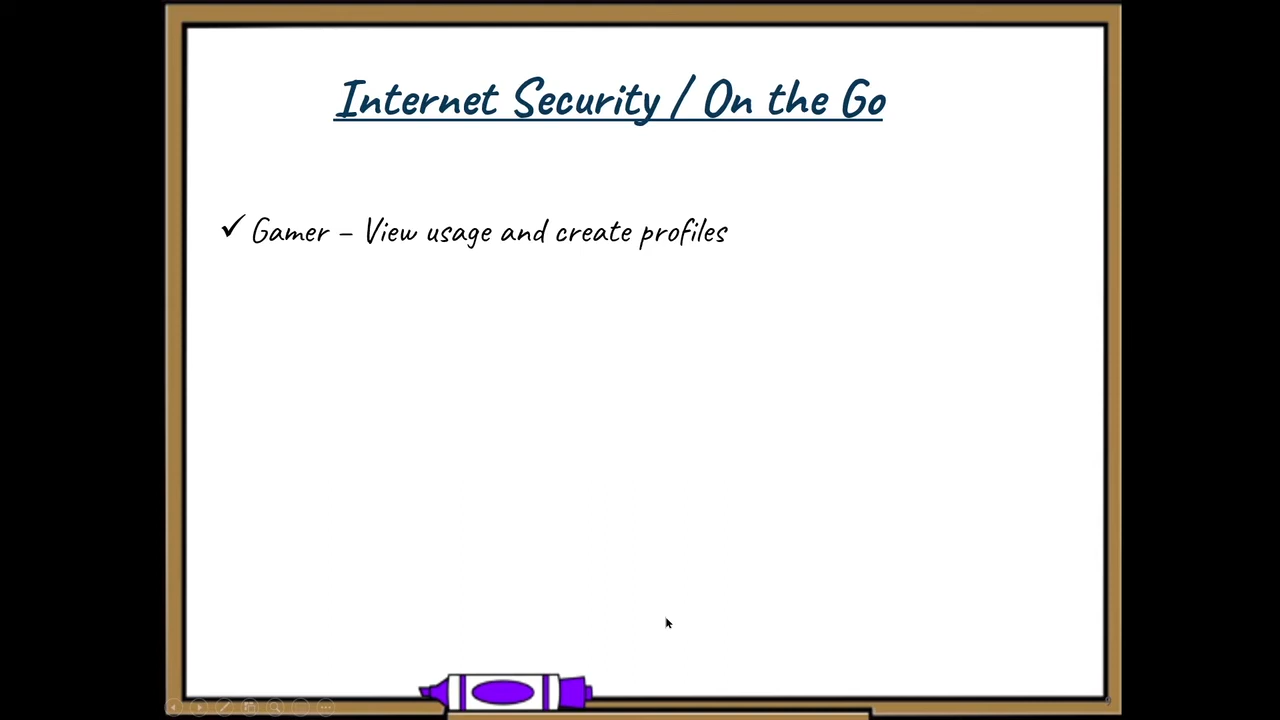 Internet Security / On the Go
✓ Gamer – View usage and create profiles